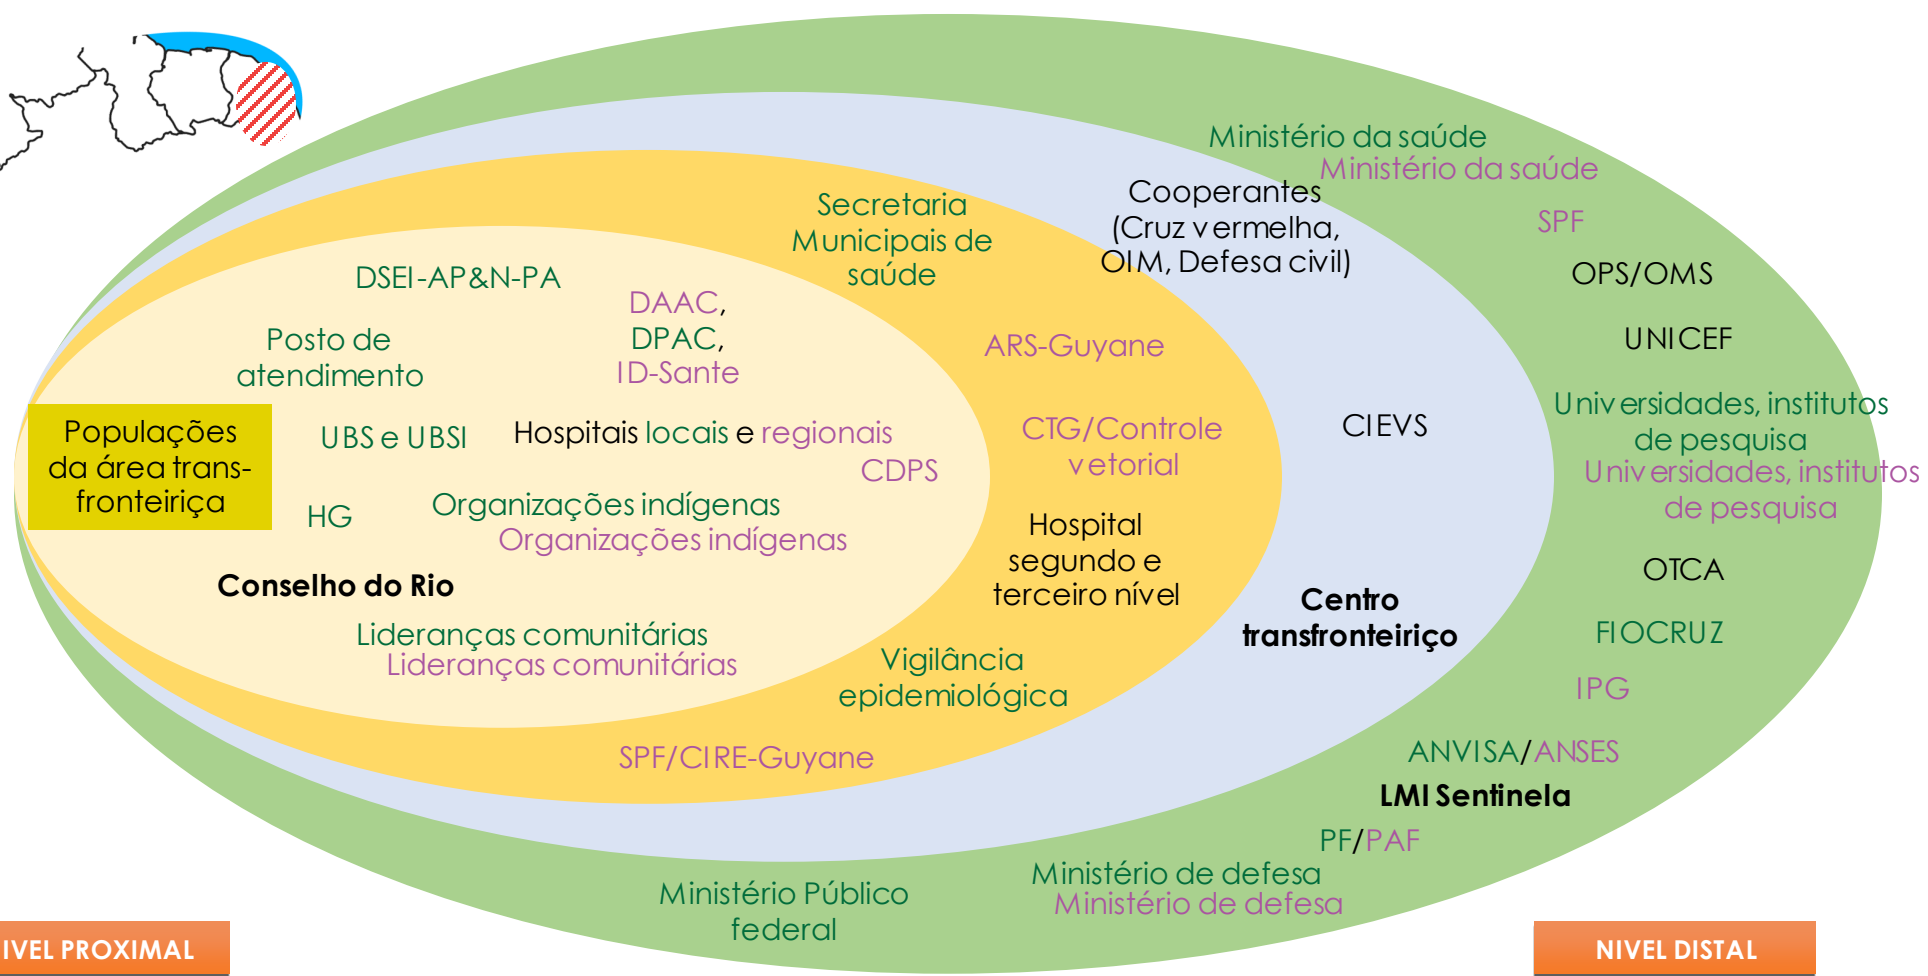 Ministério da saúde
Ministério da saúde
SPF
OPS/OMS
UNICEF
Universidades, institutos
de pesquisa
Universidades, institutos
de pesquisa
OTCA
FIOCRUZ
IPG
ANVISA/ANSES
LMI Sentinela
PF/PAF
Ministério de defesa
Ministério de defesa
Ministério Público
federal
Cooperantes
(Cruz vermelha,
OIM, Defesa civil)
CIEVS
Centro
transfronteiriço
Secretaria
Municipais de
saúde
ARS-Guyane
CTG/Controle
vetorial
Hospital
segundo e
terceiro nível
Vigilância
epidemiológica
SPF/CIRE-Guyane
DSEI-AP&N-PA
DAAC,
DPAC,
ID-Sante
Posto de
atendimento
UBS e UBSI
Hospitais locais e regionais
CDPS
HG
Organizações indígenas
Organizações indígenas
Conselho do Rio
Lideranças comunitárias
Lideranças comunitárias
Populações
da área trans-
fronteiriça
IVEL PROXIMAL
NIVEL DISTAL